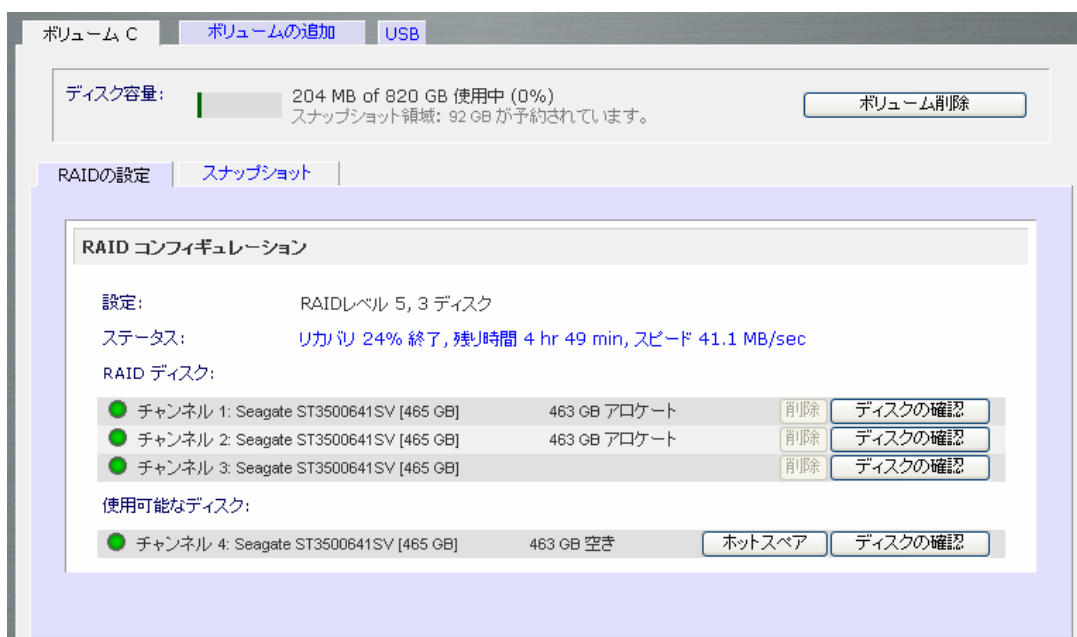 ボリューム C ボリュームの追加 USB
ディスク容量: 204 MB of 820 GB 使用中 (0%) ボリューム削除
スナップショット領域: 92 GB が予約されています。
RAIDの設定 スナップショット
RAID コンフィギュレーション
設定: RAIDレベル 5, 3 ディスク
ステータス: リカバリ 24% 終了, 残り時間 4 hr 49 min, スピード 41.1 MB/sec
RAID ディスク:
チャンネル 1: Seagate ST3500641SV [465 GB] 463 GB アロケート 削除 ディスクの確認
チャンネル 2: Seagate ST3500641SV [465 GB] 463 GB アロケート 削除 ディスクの確認
チャンネル 3: Seagate ST3500641SV [465 GB] 削除 ディスクの確認
使用可能なディスク:
チャンネル 4: Seagate ST3500641SV [465 GB] 463 GB 空き ホットスペア ディスクの確認